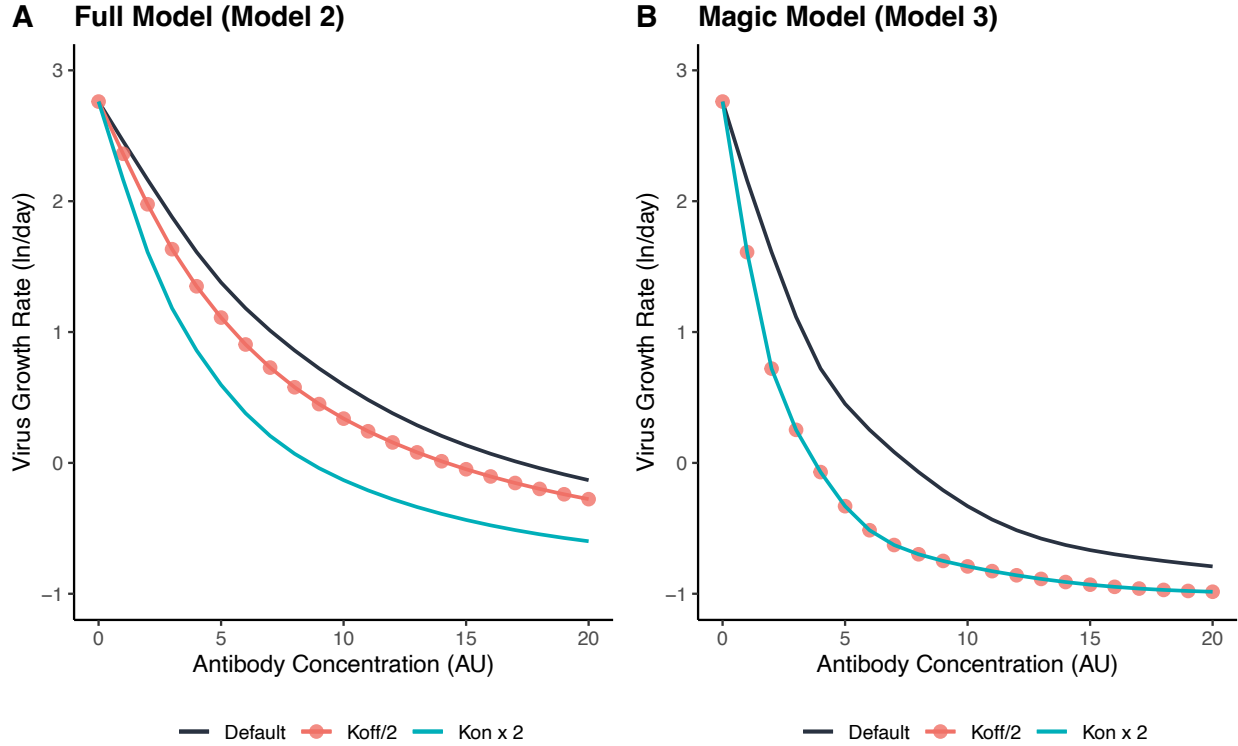 A Full Model (Model 2)
3
2
1
0
−1
Virus Growth Rate (ln/day)
0 5 10 15 20
Antibody Concentration (AU)
Default Koff/2 Kon x 2
B Magic Model (Model 3)
3
2
1
0
−1
Virus Growth Rate (ln/day)
0 5 10 15 20
Antibody Concentration (AU)
Default Koff/2 Kon x 2